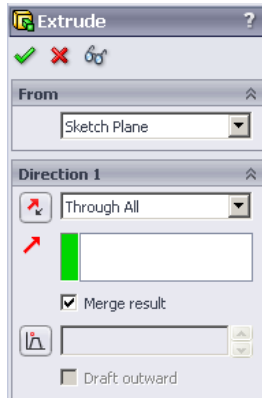 Extrude ?
From
Sketch Plane
Direction 1
Through All
Merge result
Draft outward